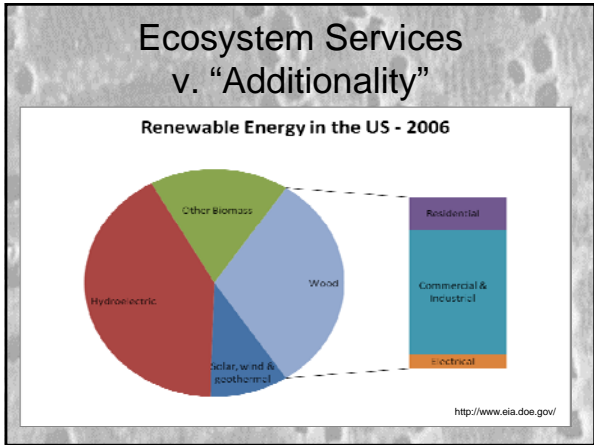 Ecosystem Services
v. “Additionality”
Renewable Energy in the US - 2006
Other Biomass
Residential
Wood
Commercial &
Industrial
Hydroelectric
Solar, wind &
geothermal
Electrical
http://www.eia.doe.gov/